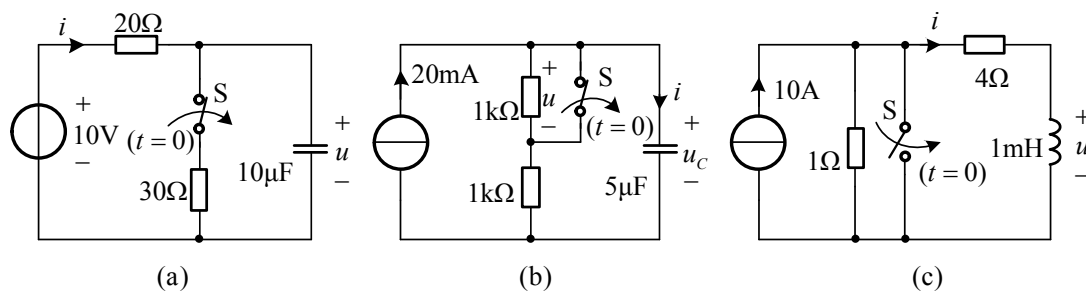 i
20Ω
S
(t = 0)
+
10V
−
30Ω
10μF
+
u
−
(a)
20mA
1kΩ
+
u
−
S
(t = 0)
i
1kΩ
5μF
+
u_C
−
(b)
i
4Ω
10A
1Ω
S
(t = 0)
1mH
+
u
−
(c)